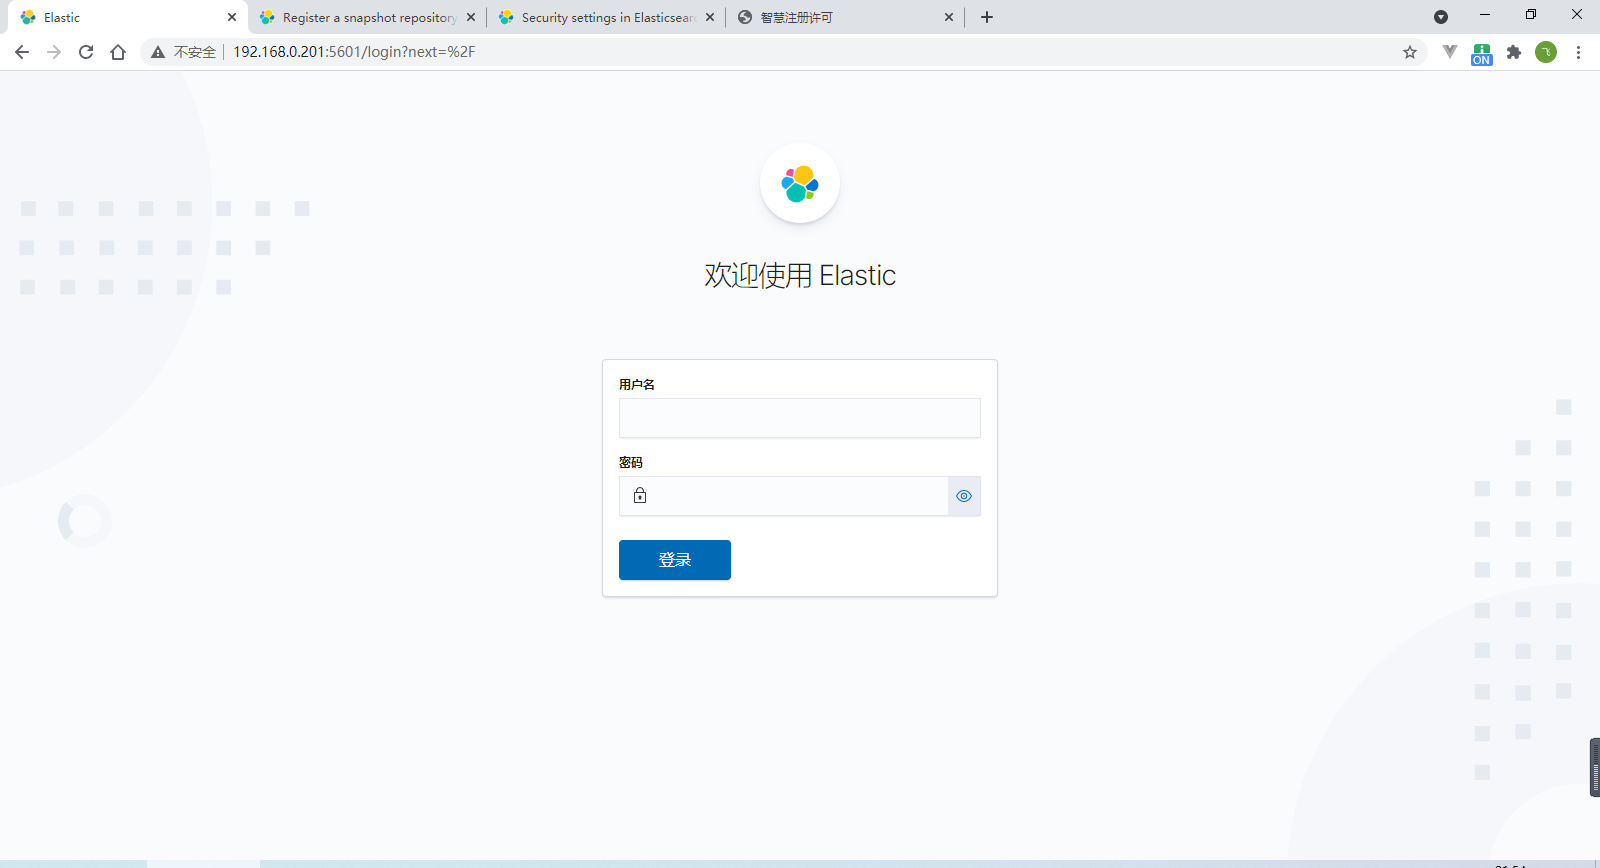 Elastic
Register a snapshot repository
Security settings in Elasticsearc
智慧注册许可
不安全
192.168.0.201:5601/login?next=%2F
ON
欢迎使用 Elastic
用户名
密码
登录